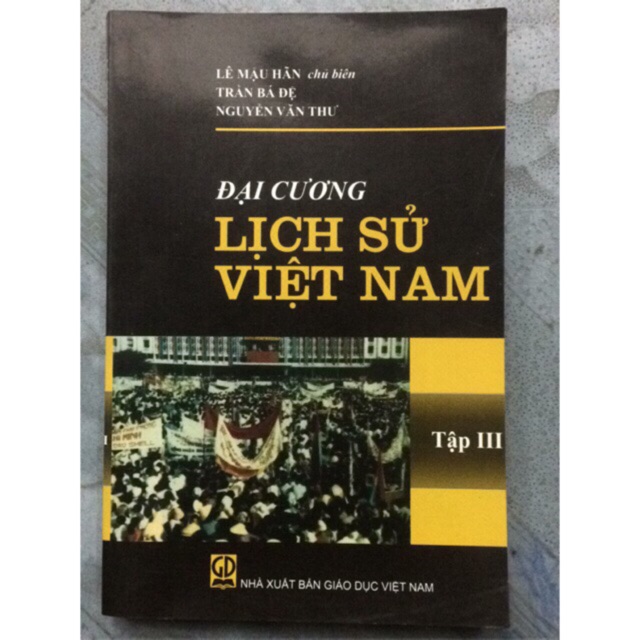 LÊ MẬU HÃN chủ biên
TRẦN BÁ ĐỆ
NGUYỄN VĂN THƯ
ĐẠI CƯƠNG
LỊCH SỬ
VIỆT NAM
Tập III
GD
NHÀ XUẤT BẢN GIÁO DỤC VIỆT NAM